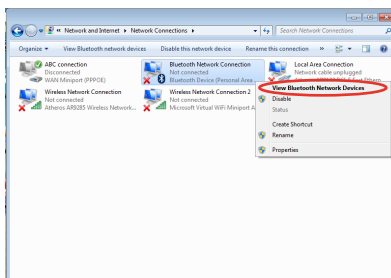 « Network and Internet ▸ Network Connections ▸
Search Network Connections
Organize ▾ View Bluetooth network devices Disable this network device Rename this connection »
ABC connection
Disconnected
WAN Miniport (PPPOE)
Bluetooth Network Connection
Not connected
Bluetooth Device (Personal Area ...
Local Area Connection
Network cable unplugged
Wireless Network Connection
Not connected
Atheros AR9285 Wireless Network...
Wireless Network Connection 2
Not connected
Microsoft Virtual WiFi Miniport A
View Bluetooth Network Devices
Disable
Status
Create Shortcut
Rename
Properties